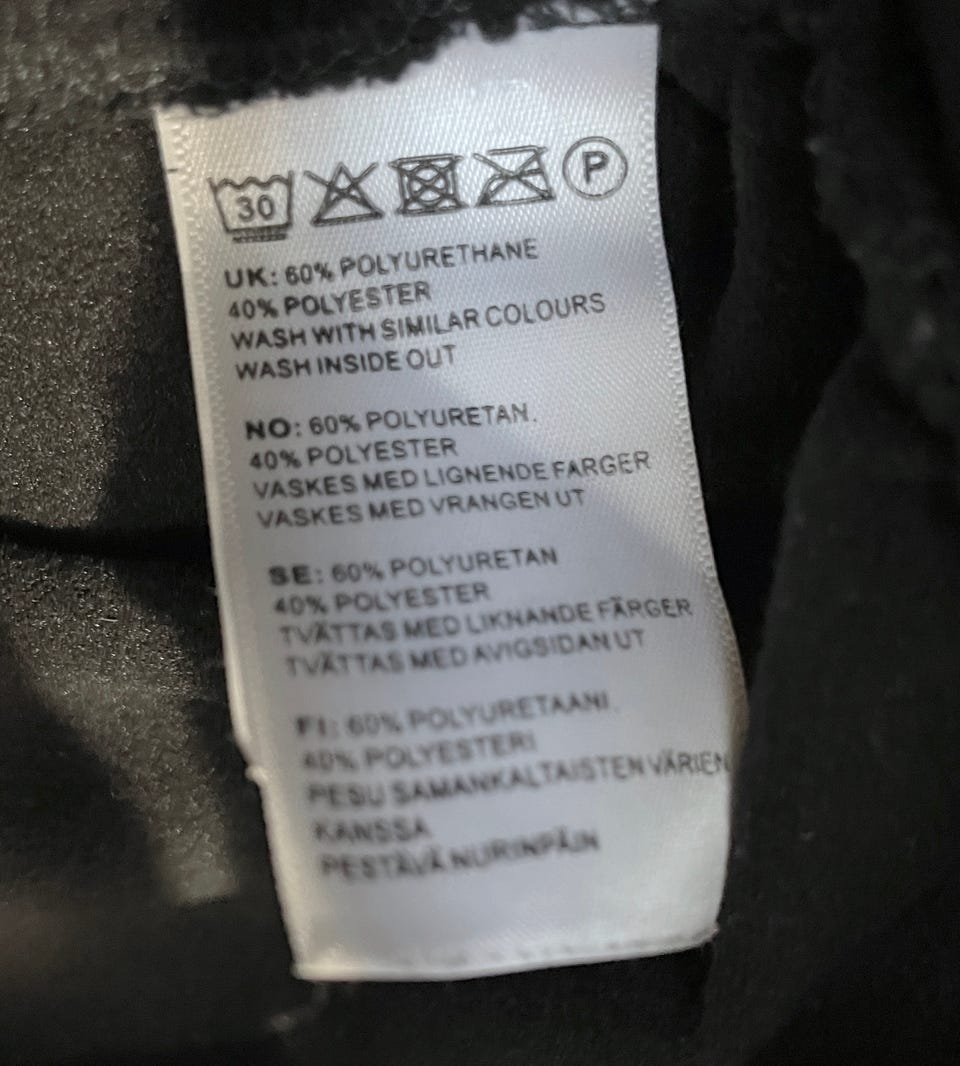 30 P
UK: 60% POLYURETHANE
40% POLYESTER
WASH WITH SIMILAR COLOURS
WASH INSIDE OUT
NO: 60% POLYURETAN.
40% POLYESTER
VASKES MED LIGNENDE FARGER
VASKES MED VRANGEN UT
SE: 60% POLYURETAN
40% POLYESTER
TVÄTTAS MED LIKNANDE FÄRGER
TVÄTTAS MED AVIGSIDAN UT
FI: 60% POLYURETAANI.
40% POLYESTERI
PESU SAMANKALTAISTEN VÄRIEN
KANSSA
PESTÄVÄ NURINPÄIN